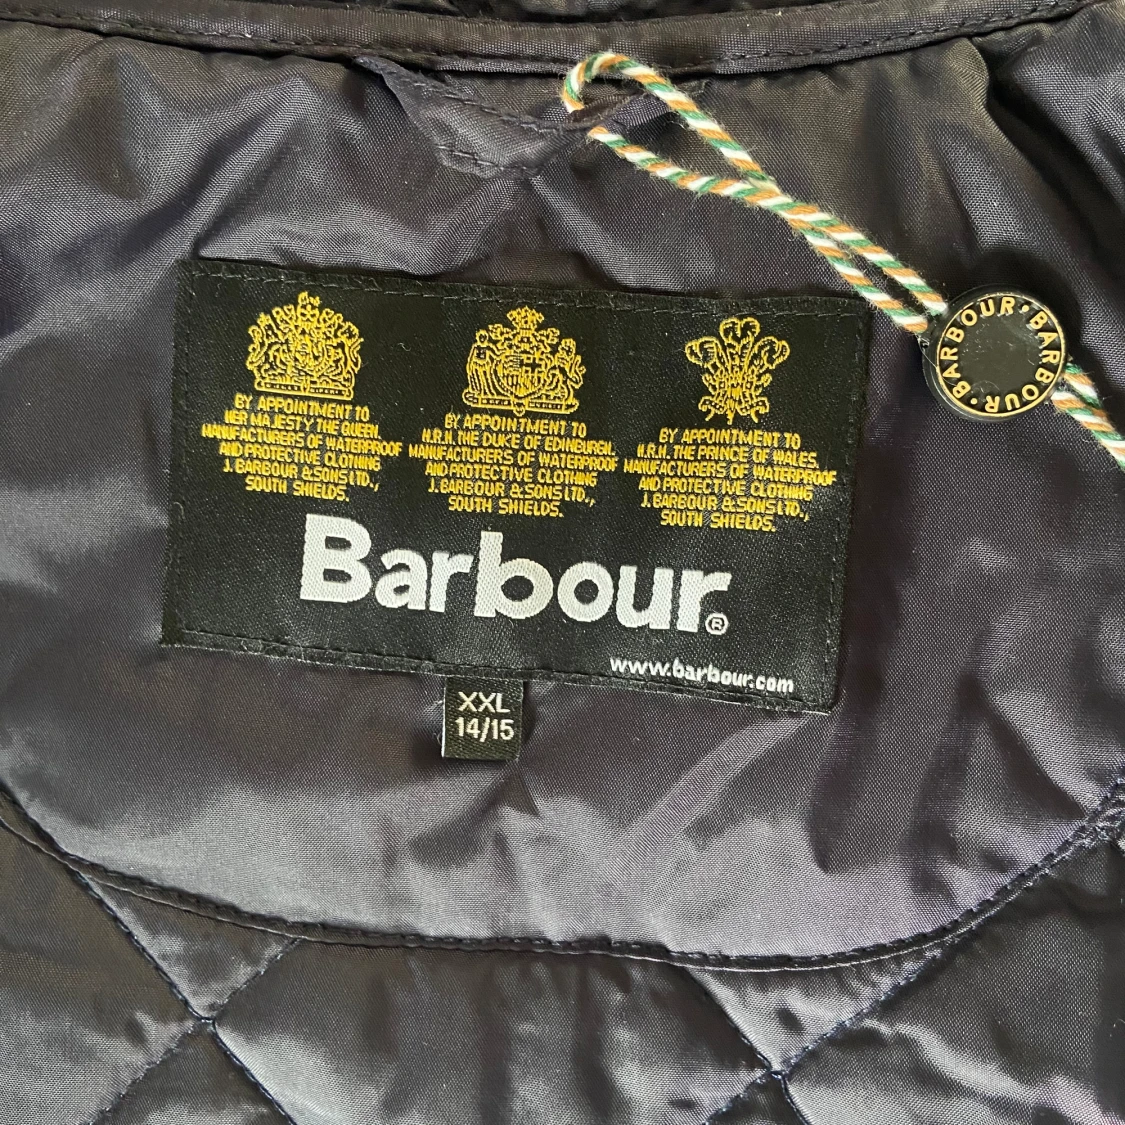 BY APPOINTMENT TO
HER MAJESTY THE QUEEN.
MANUFACTURERS OF WATERPROOF
AND PROTECTIVE CLOTHING
J. BARBOUR & SONS LTD.,
SOUTH SHIELDS.
BY APPOINTMENT TO
H.R.H. THE DUKE OF EDINBURGH.
MANUFACTURERS OF WATERPROOF
AND PROTECTIVE CLOTHING
J. BARBOUR & SONS LTD.,
SOUTH SHIELDS.
BY APPOINTMENT TO
H.R.H. THE PRINCE OF WALES.
MANUFACTURERS OF WATERPROOF
AND PROTECTIVE CLOTHING
J. BARBOUR & SONS LTD.,
SOUTH SHIELDS.
Barbour®
www.barbour.com
XXL
14/15
BARBOUR·BARBOUR·